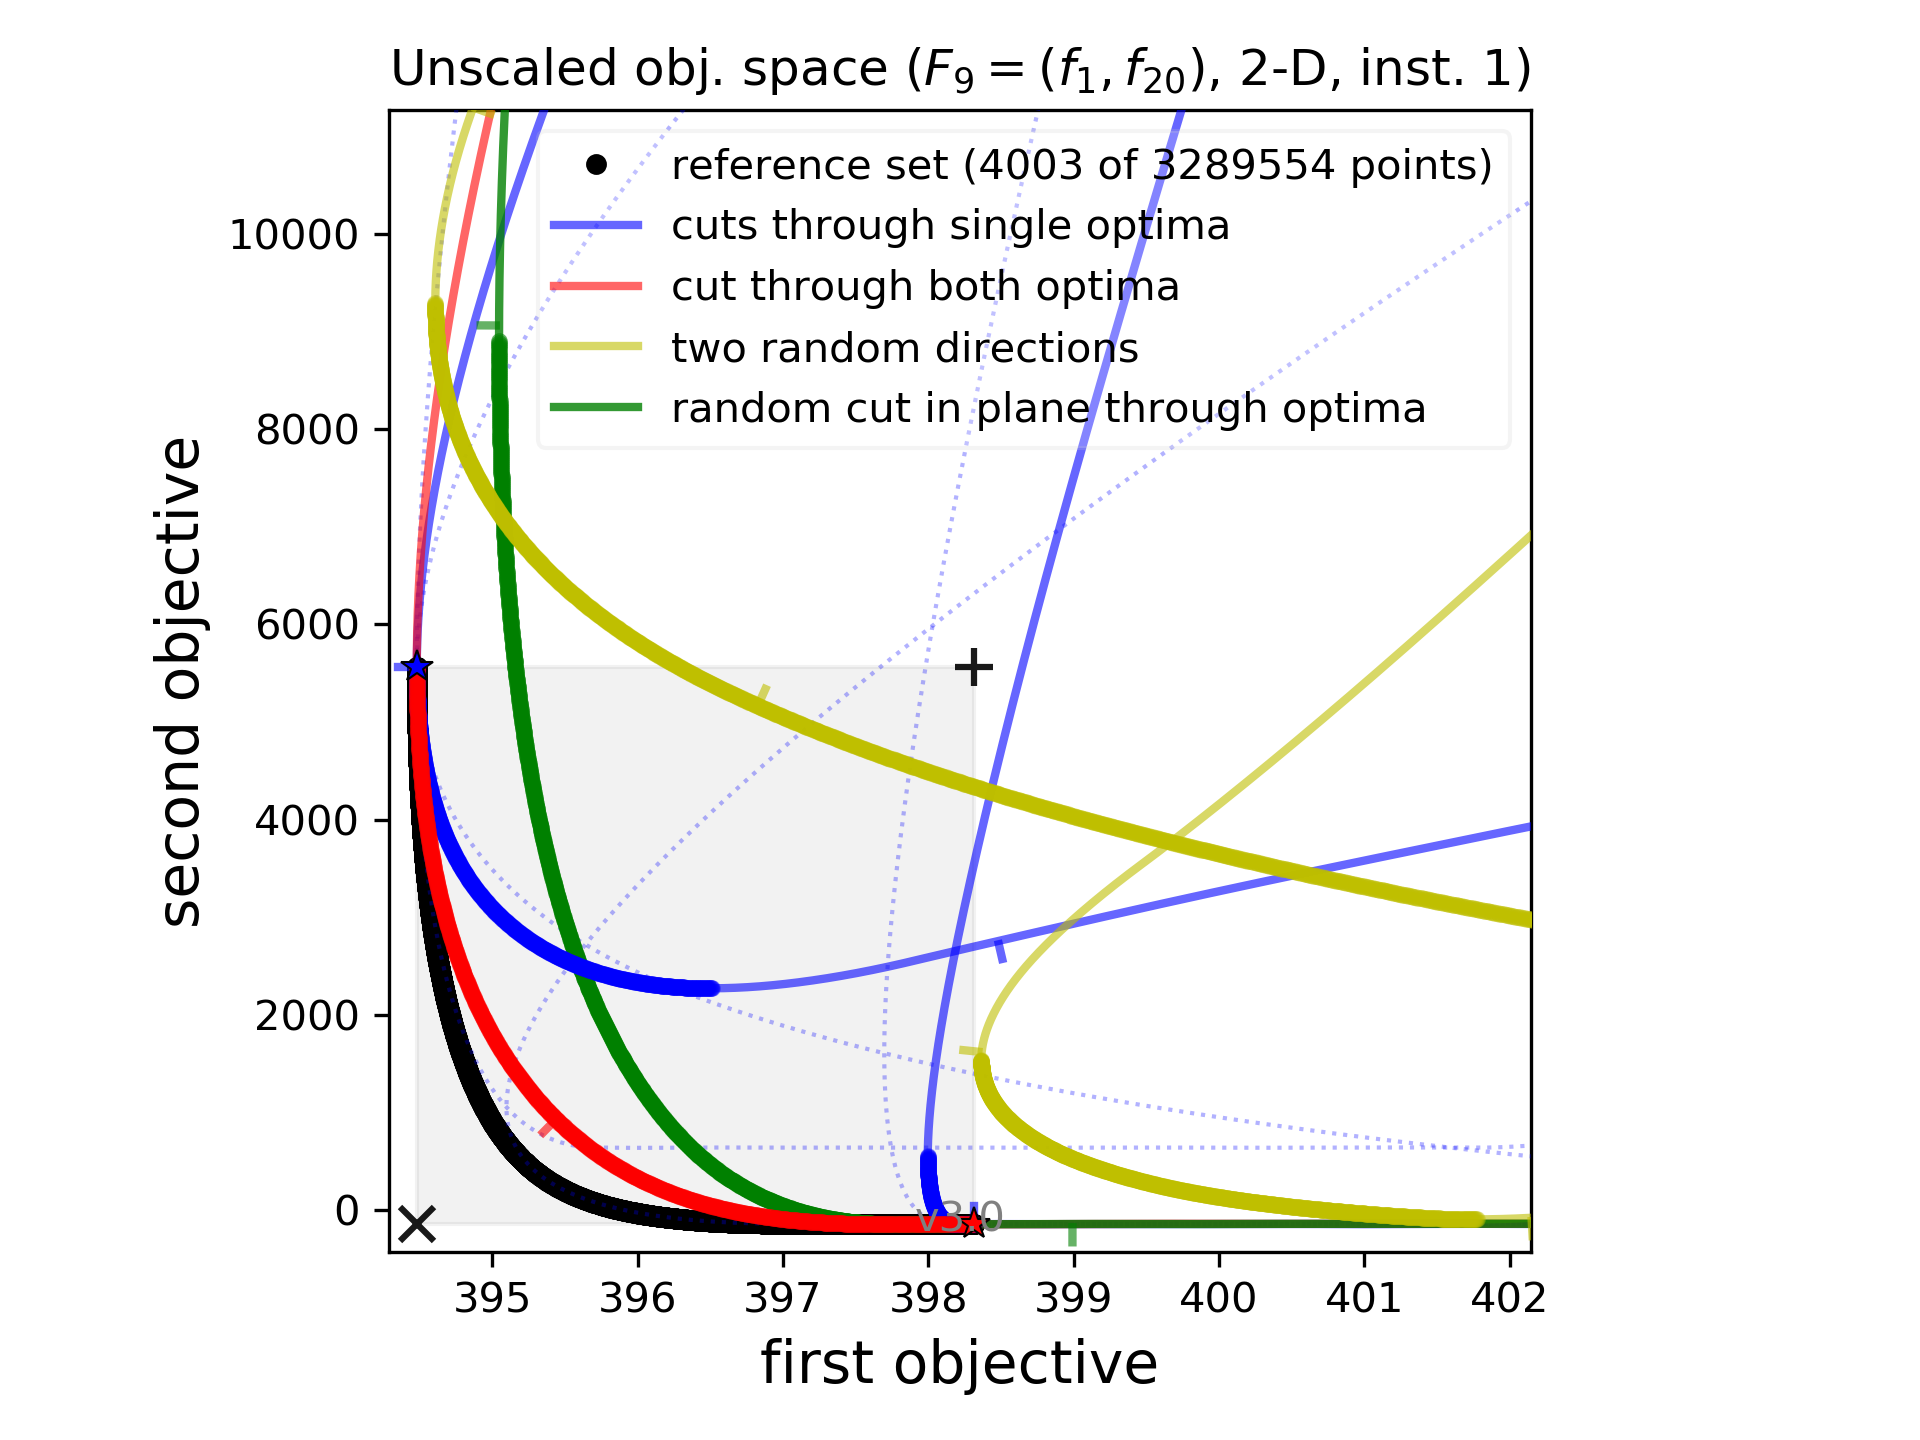 Unscaled obj. space (F₉ = (f₁, f₂₀), 2-D, inst. 1)
reference set (4003 of 3289554 points)
cuts through single optima
cut through both optima
two random directions
random cut in plane through optima
10000
8000
6000
4000
2000
0
second objective
v3.0
395 396 397 398 399 400 401 402
first objective